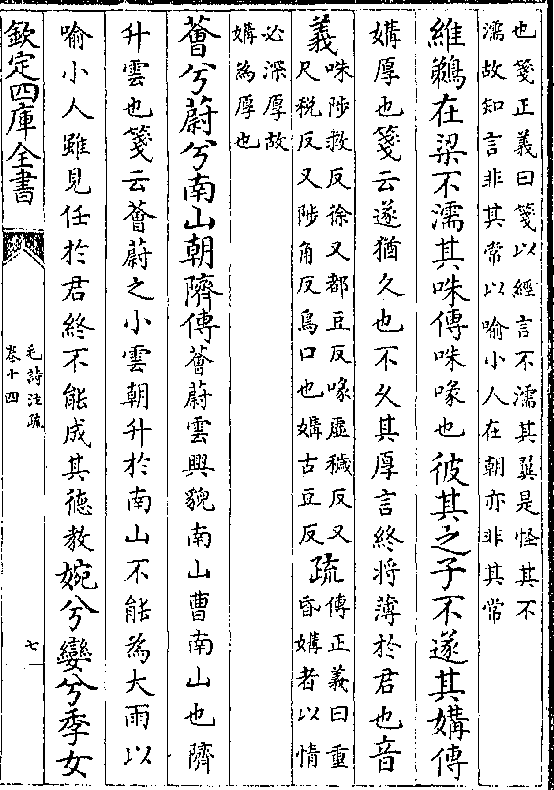 也箋正義曰箋以經言不濡其翼是怪其不
濡故知言非其常以喻小人在朝亦非其常
維鵜在梁不濡其咮傳咮喙也彼其之子不遂其媾傳
媾厚也箋云遂猶久也不久其厚言終將薄於君也音
義咮陟救反徐又都豆反喙虛穢反又
尺税反又陟角反鳥口也媾古豆反
疏傳正義曰重
昏媾者以情
必深厚故
媾為厚也
薈兮蔚兮南山朝隮傳薈蔚雲興貌南山曹南山也隮
升雲也箋云薈蔚之小雲朝升於南山不能為大雨以
喻小人雖見任於君終不能成其德教婉兮孌兮季女
欽定四庫全書
毛詩注疏
卷十四
七